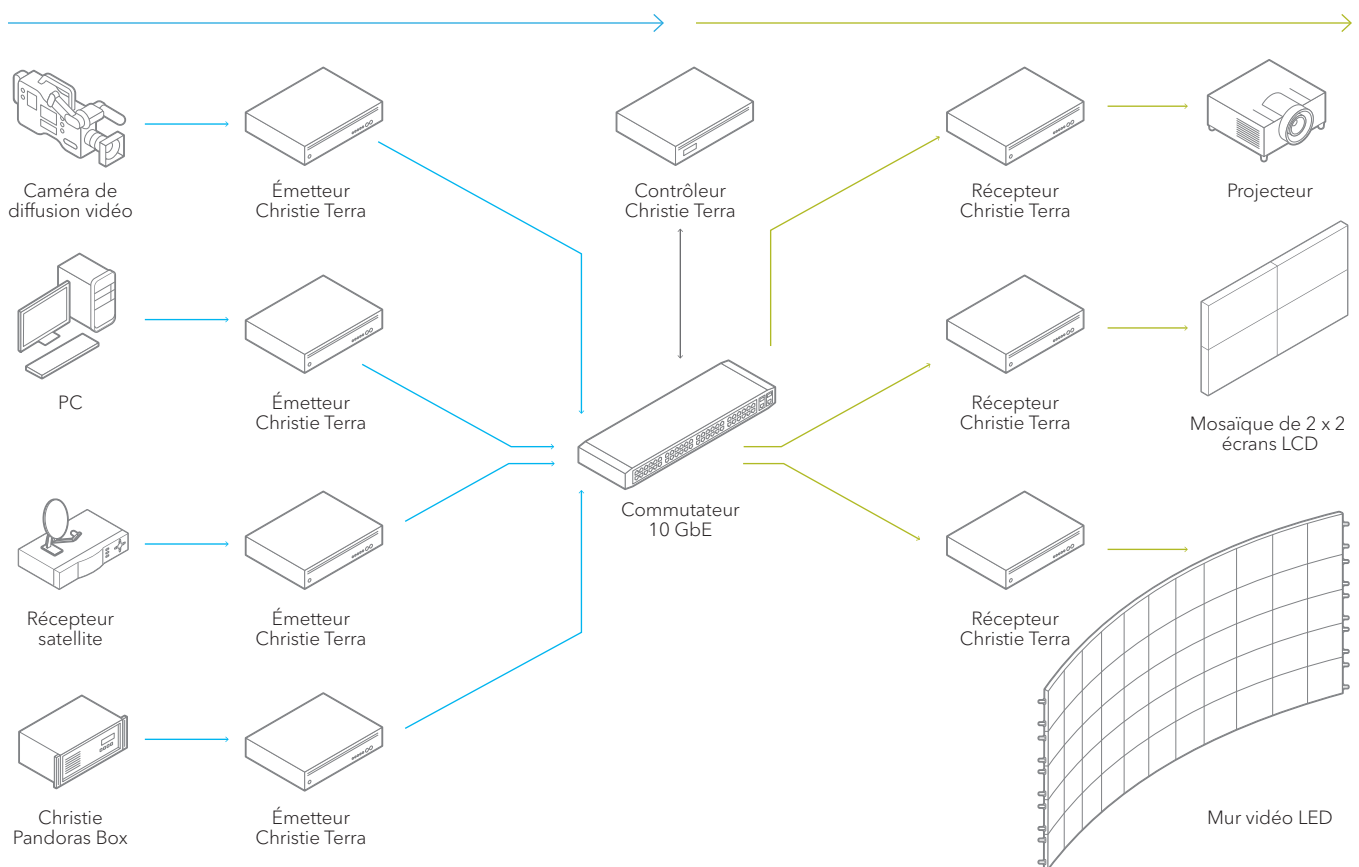 Caméra de
diffusion vidéo
Émetteur
Christie Terra
Contrôleur
Christie Terra
Récepteur
Christie Terra
Projecteur
PC
Émetteur
Christie Terra
Récepteur
Christie Terra
Mosaïque de 2 x 2
écrans LCD
Commutateur
10 GbE
Récepteur
satellite
Émetteur
Christie Terra
Récepteur
Christie Terra
Christie
Pandoras Box
Émetteur
Christie Terra
Mur vidéo LED